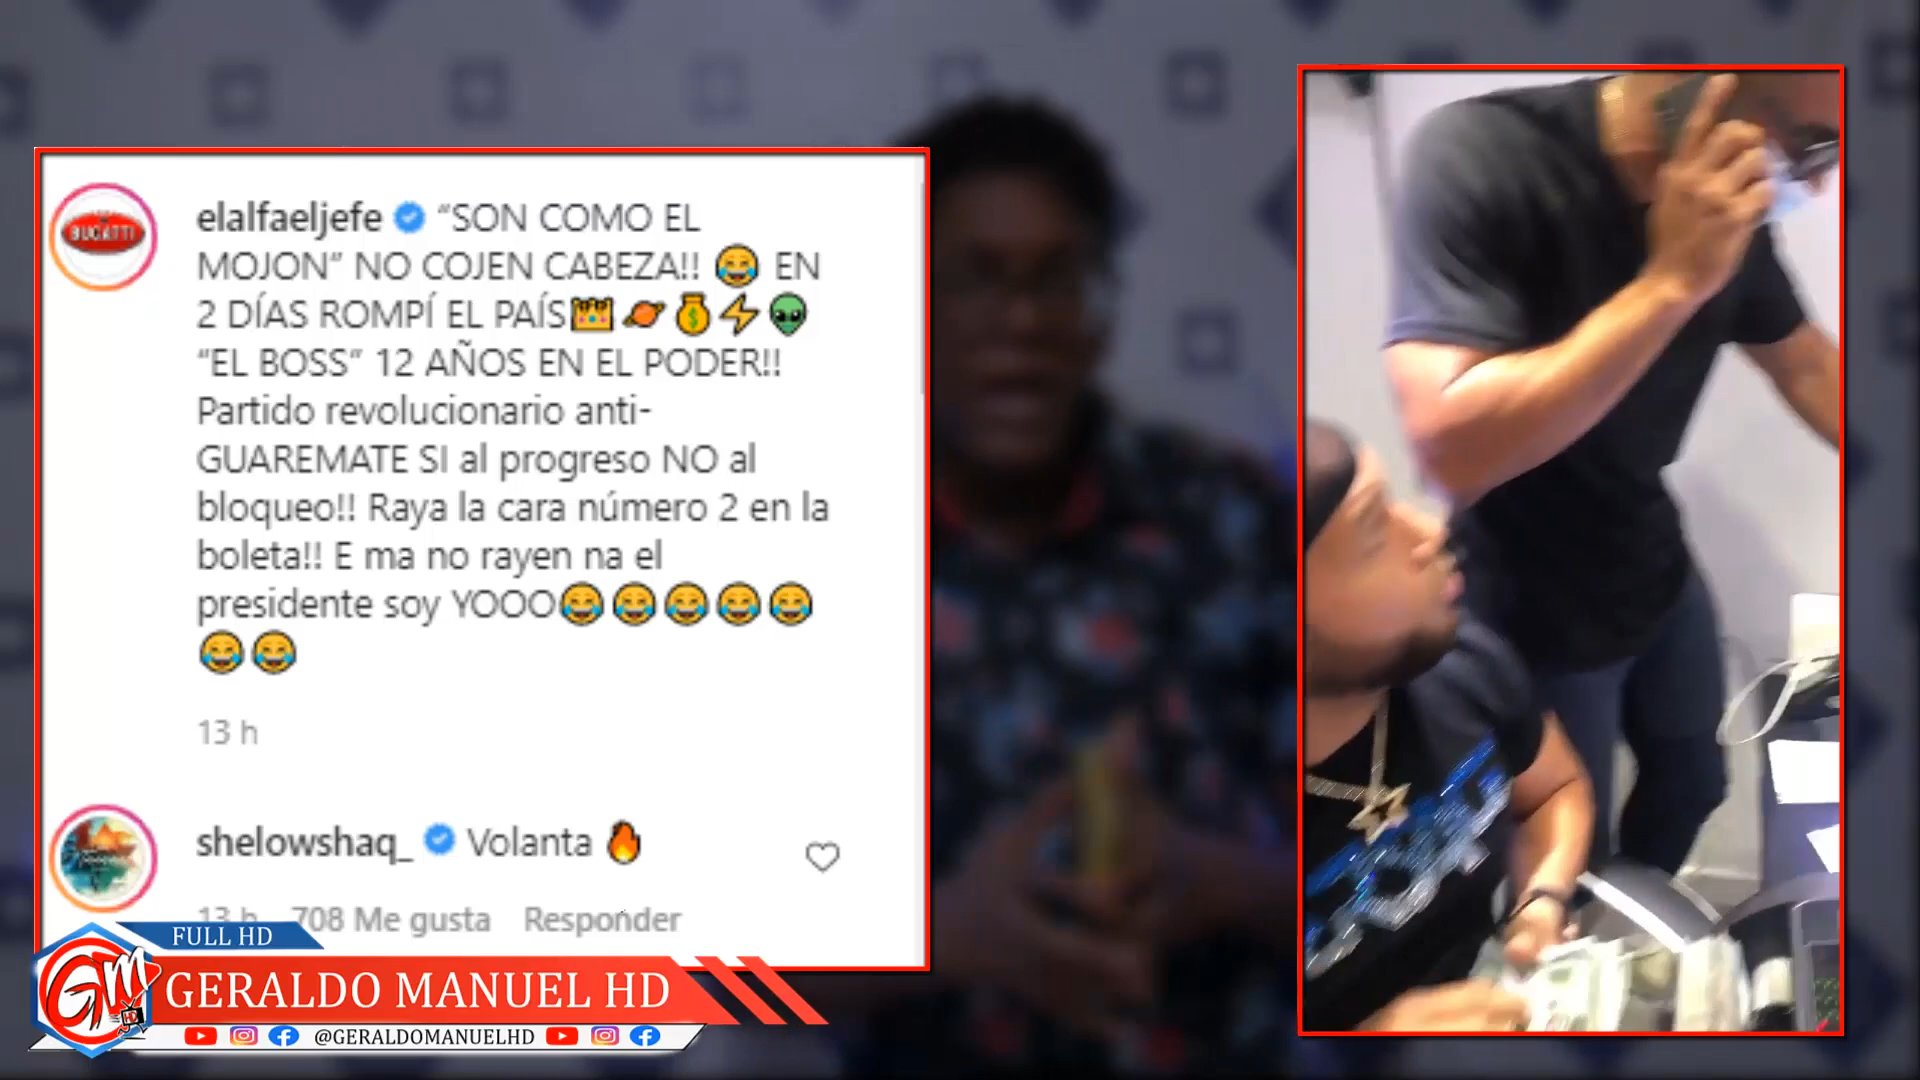 BUGATTI
elalfaeljefe "SON COMO EL
MOJON" NO COJEN CABEZA!! 😂 EN
2 DÍAS ROMPÍ EL PAÍS👑🪐💰⚡👽
"EL BOSS" 12 AÑOS EN EL PODER!!
Partido revolucionario anti-
GUAREMATE SI al progreso NO al
bloqueo!! Raya la cara número 2 en la
boleta!! E ma no rayen na el
presidente soy YOOO😂😂😂😂😂
😂😂
13 h
shelowshaq_ Volanta 🔥
13 h 708 Me gusta Responder
FULL HD
GM HD
GERALDO MANUEL HD
@GERALDOMANUELHD